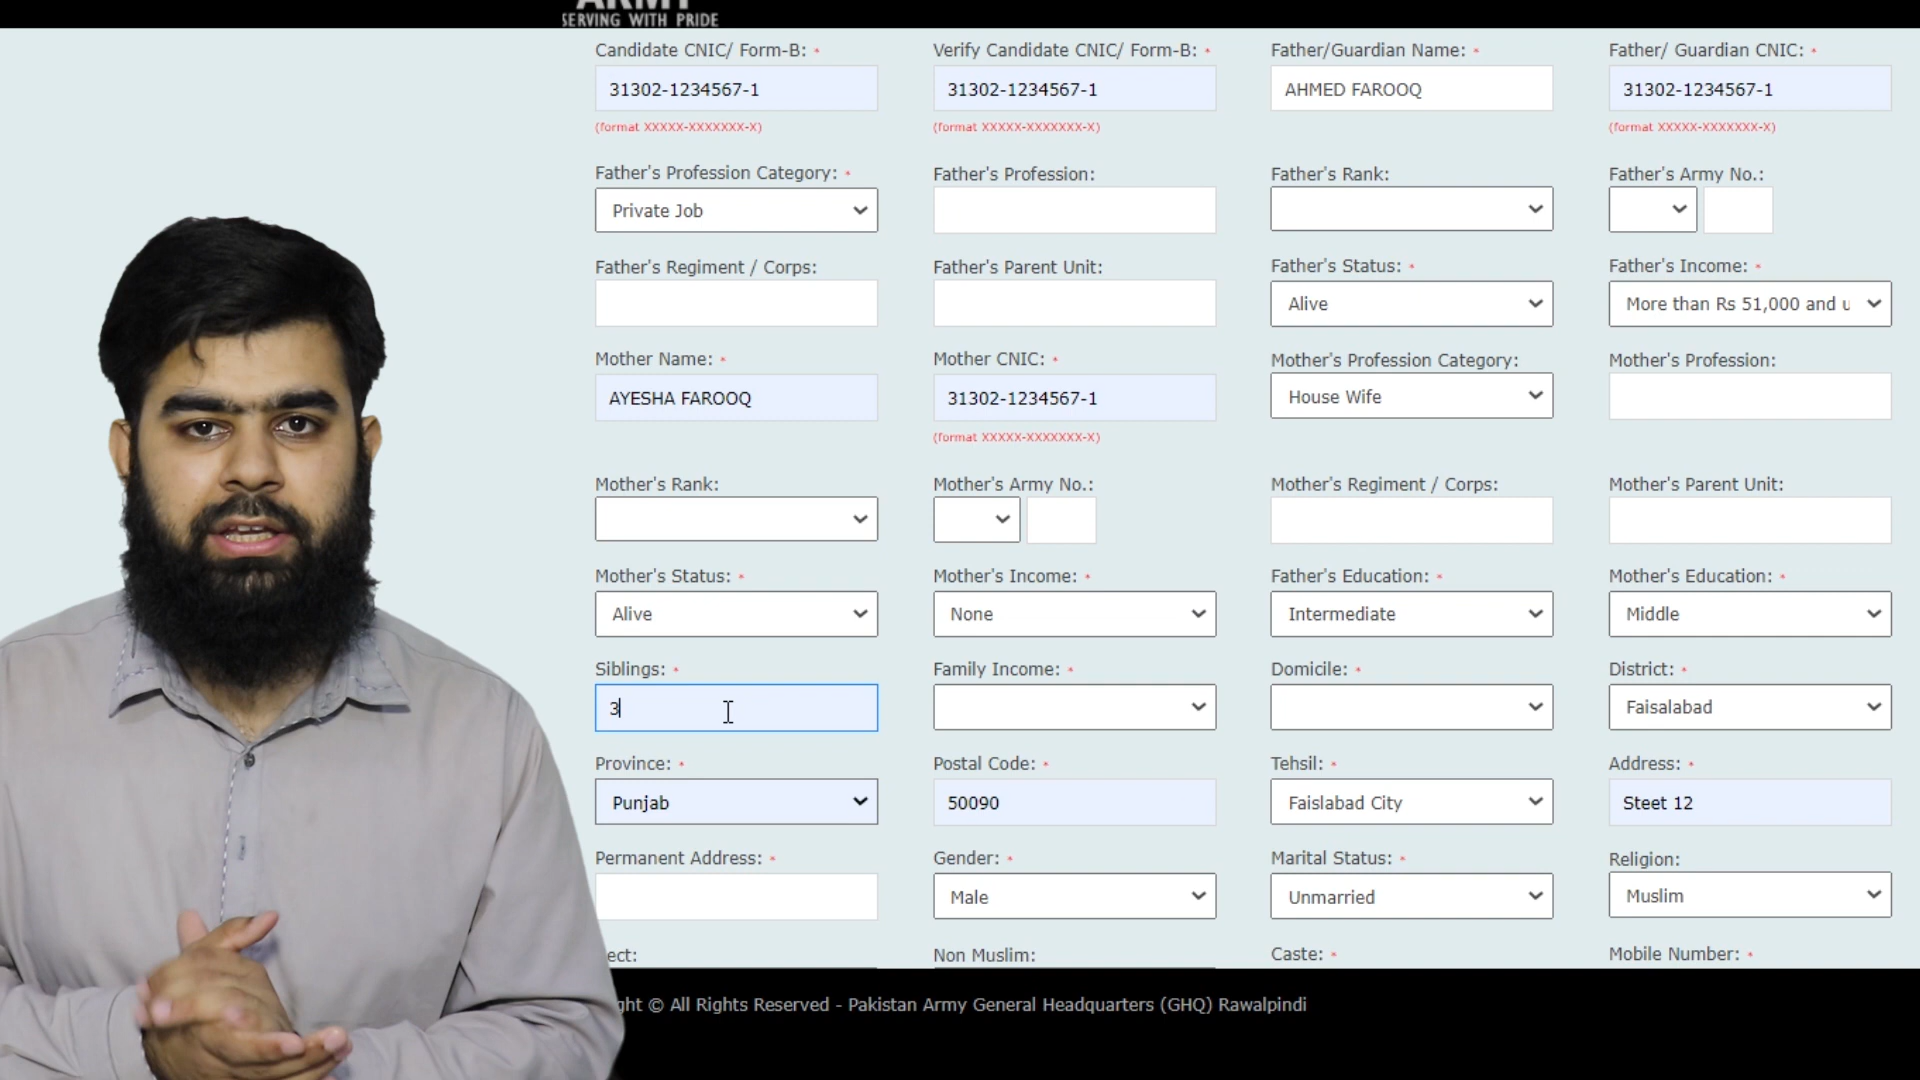 ARMY
SERVING WITH PRIDE
Candidate CNIC/ Form-B: * Verify Candidate CNIC/ Form-B: * Father/Guardian Name: * Father/ Guardian CNIC: *
31302-1234567-1 31302-1234567-1 AHMED FAROOQ 31302-1234567-1
(format XXXXX-XXXXXXX-X) (format XXXXX-XXXXXXX-X) (format XXXXX-XXXXXXX-X)
Father's Profession Category: * Father's Profession: Father's Rank: Father's Army No.:
Private Job
Father's Regiment / Corps: Father's Parent Unit: Father's Status: * Father's Income: *
Alive More than Rs 51,000 and u
Mother Name: * Mother CNIC: * Mother's Profession Category: Mother's Profession:
AYESHA FAROOQ 31302-1234567-1 House Wife
(format XXXXX-XXXXXXX-X)
Mother's Rank: Mother's Army No.: Mother's Regiment / Corps: Mother's Parent Unit:
Mother's Status: * Mother's Income: * Father's Education: * Mother's Education: *
Alive None Intermediate Middle
Siblings: * Family Income: * Domicile: * District: *
3 Faisalabad
Province: * Postal Code: * Tehsil: * Address: *
Punjab 50090 Faislabad City Steet 12
Permanent Address: * Gender: * Marital Status: * Religion:
Male Unmarried Muslim
ect: Non Muslim: Caste: * Mobile Number: *
ght © All Rights Reserved - Pakistan Army General Headquarters (GHQ) Rawalpindi